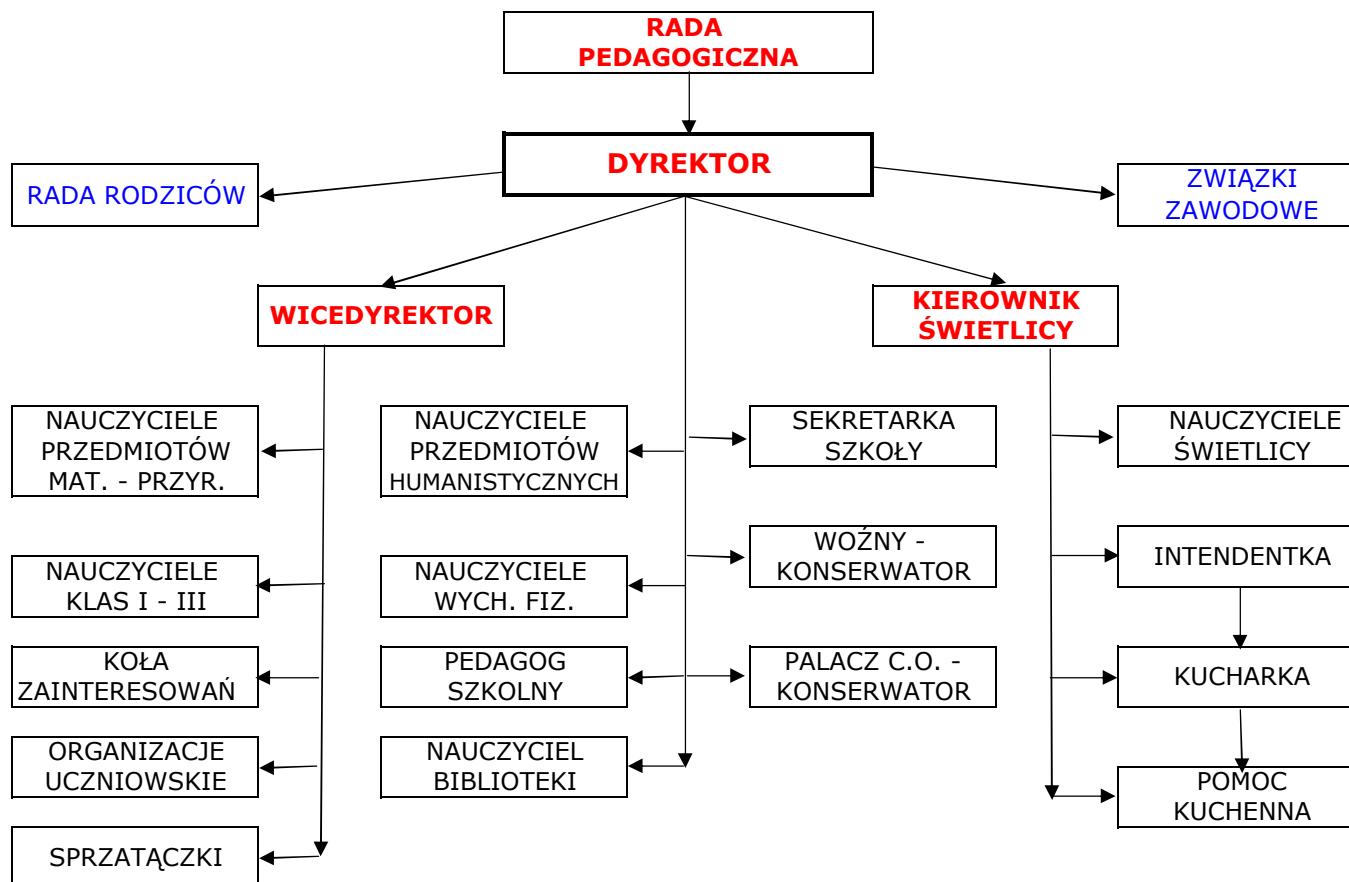 RADA
PEDAGOGICZNA
DYREKTOR
RADA RODZICÓW
ZWIĄZKI
ZAWODOWE
WICEDYREKTOR
KIEROWNIK
ŚWIETLICY
NAUCZYCIELE
PRZEDMIOTÓW
MAT. - PRZYR.
NAUCZYCIELE
PRZEDMIOTÓW
HUMANISTYCZNYCH
SEKRETARKA
SZKOŁY
NAUCZYCIELE
ŚWIETLICY
NAUCZYCIELE
KLAS I - III
NAUCZYCIELE
WYCH. FIZ.
WOŹNY -
KONSERWATOR
INTENDENTKA
KOŁA
ZAINTERESOWAŃ
PEDAGOG
SZKOLNY
PALACZ C.O. -
KONSERWATOR
KUCHARKA
ORGANIZACJE
UCZNIOWSKIE
NAUCZYCIEL
BIBLIOTEKI
POMOC
KUCHENNA
SPRZATĄCZKI